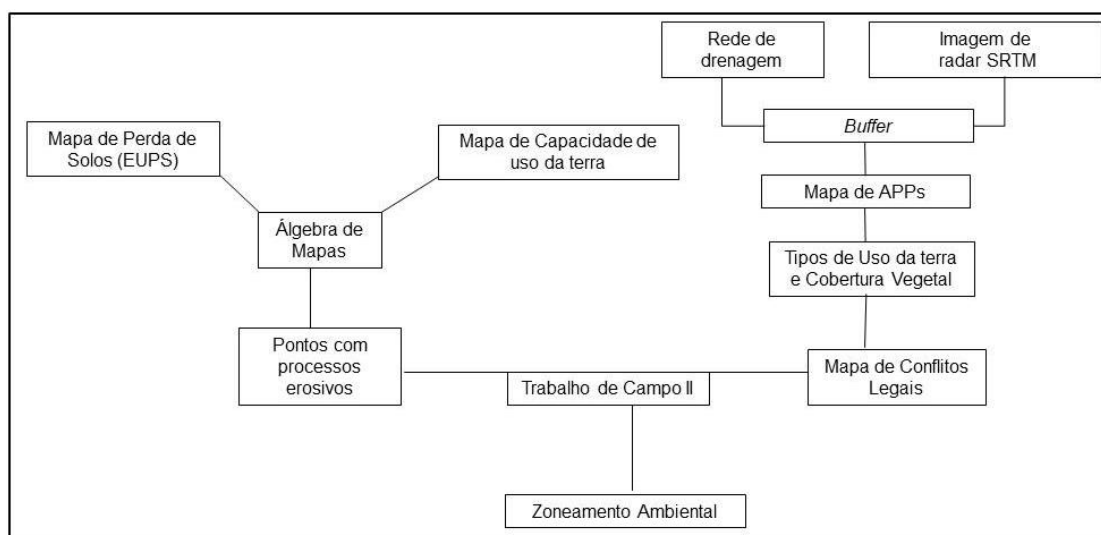 Rede de
drenagem
Imagem de
radar SRTM
Buffer
Mapa de Perda de
Solos (EUPS)
Mapa de Capacidade de
uso da terra
Mapa de APPs
Álgebra de
Mapas
Tipos de Uso da terra
e Cobertura Vegetal
Pontos com
processos
erosivos
Trabalho de Campo II
Mapa de Conflitos
Legais
Zoneamento Ambiental